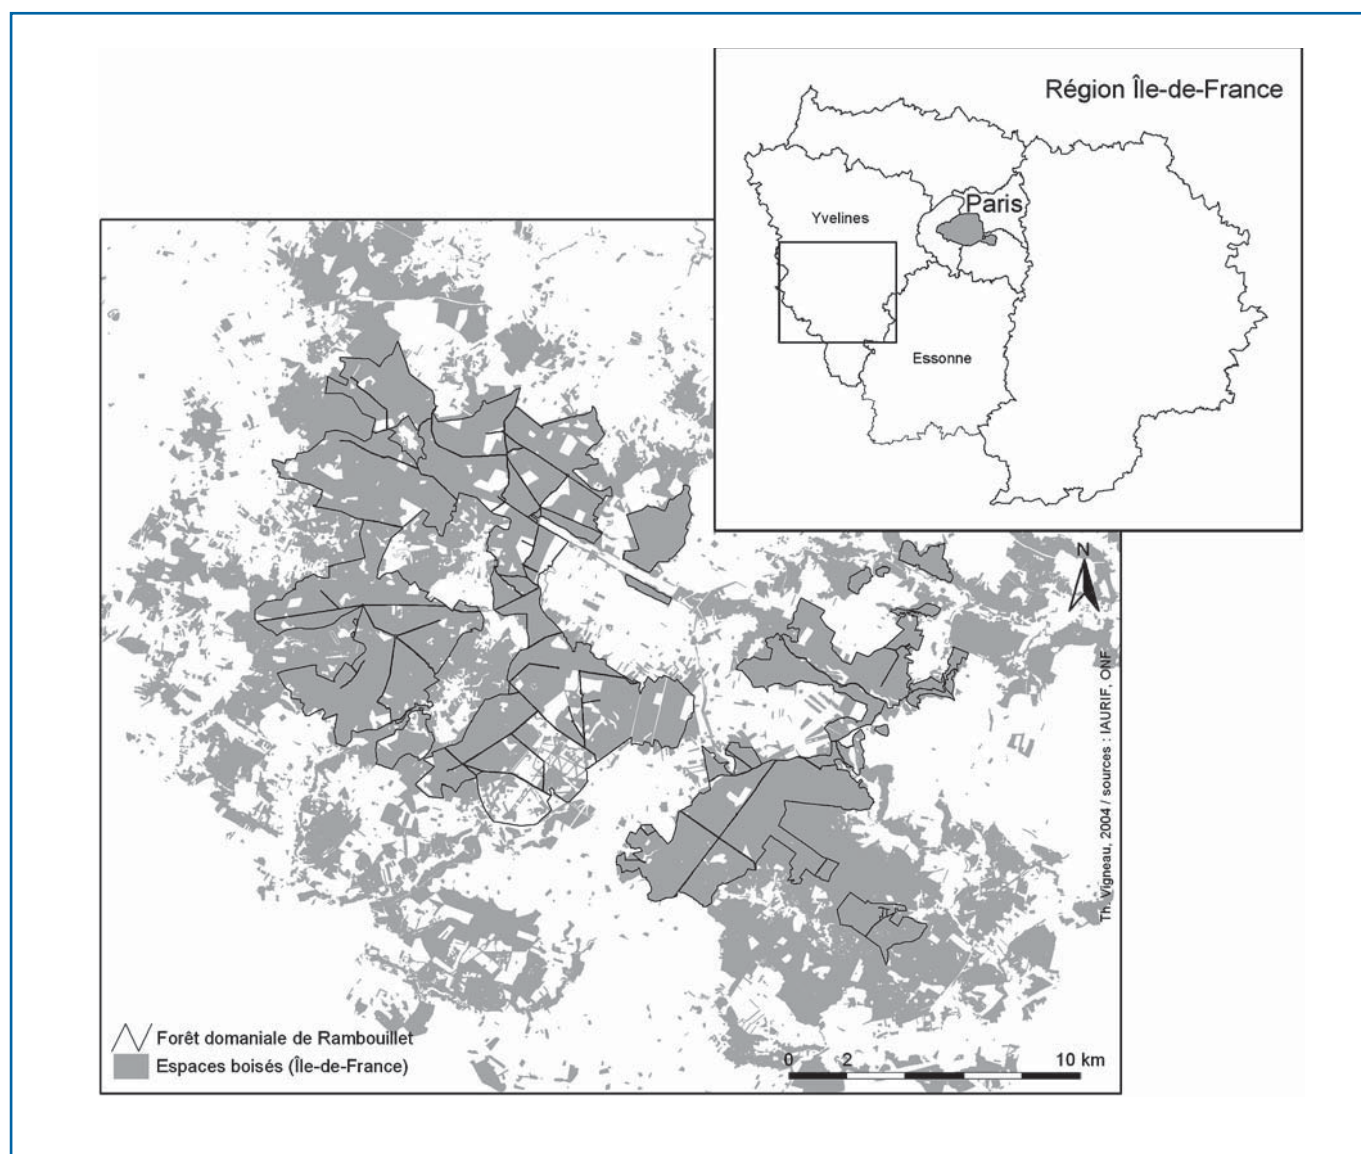 Région Île-de-France
Paris
Yvelines
Essonne
N
Th. Vigneau, 2004 / sources : IAURIF, ONF
Forêt domaniale de Rambouillet
Espaces boisés (Île-de-France)
0 2 10 km